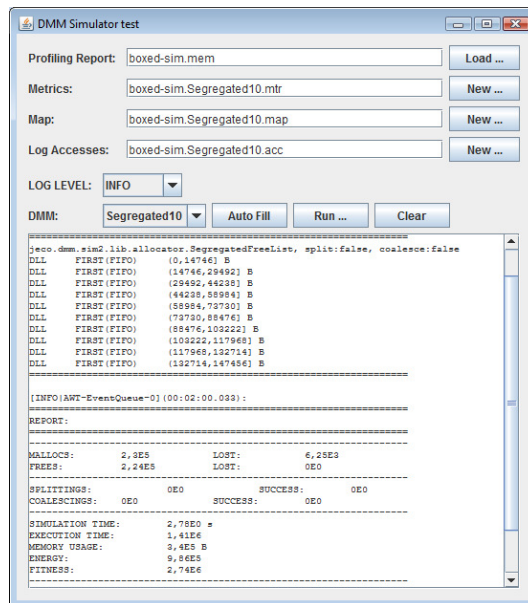 DMM Simulator test
Profiling Report: boxed-sim.mem Load ...
Metrics: boxed-sim.Segregated10.mtr New ...
Map: boxed-sim.Segregated10.map New ...
Log Accesses: boxed-sim.Segregated10.acc New ...
LOG LEVEL: INFO
DMM: Segregated10 Auto Fill Run ... Clear
================================================================
jeco.dmm.sim2.lib.allocator.SegregatedFreeList, split:false, coalesce:false
DLL FIRST(FIFO) (0,14746] B
DLL FIRST(FIFO) (14746,29492] B
DLL FIRST(FIFO) (29492,44238] B
DLL FIRST(FIFO) (44238,58984] B
DLL FIRST(FIFO) (58984,73730] B
DLL FIRST(FIFO) (73730,88476] B
DLL FIRST(FIFO) (88476,103222] B
DLL FIRST(FIFO) (103222,117968] B
DLL FIRST(FIFO) (117968,132714] B
DLL FIRST(FIFO) (132714,147456] B
================================================================
[INFO|AWT-EventQueue-0](00:02:00.033):
================================================================
REPORT:
================================================================
----------------------------------------------------------------
MALLOCS: 2,3E5 LOST: 6,25E3
FREES: 2,24E5 LOST: 0E0
----------------------------------------------------------------
SPLITTINGS: 0E0 SUCCESS: 0E0
COALESCINGS: 0E0 SUCCESS: 0E0
----------------------------------------------------------------
SIMULATION TIME: 2,78E0 s
EXECUTION TIME: 1,41E6
MEMORY USAGE: 3,4E5 B
ENERGY: 9,86E5
FITNESS: 2,74E6
----------------------------------------------------------------